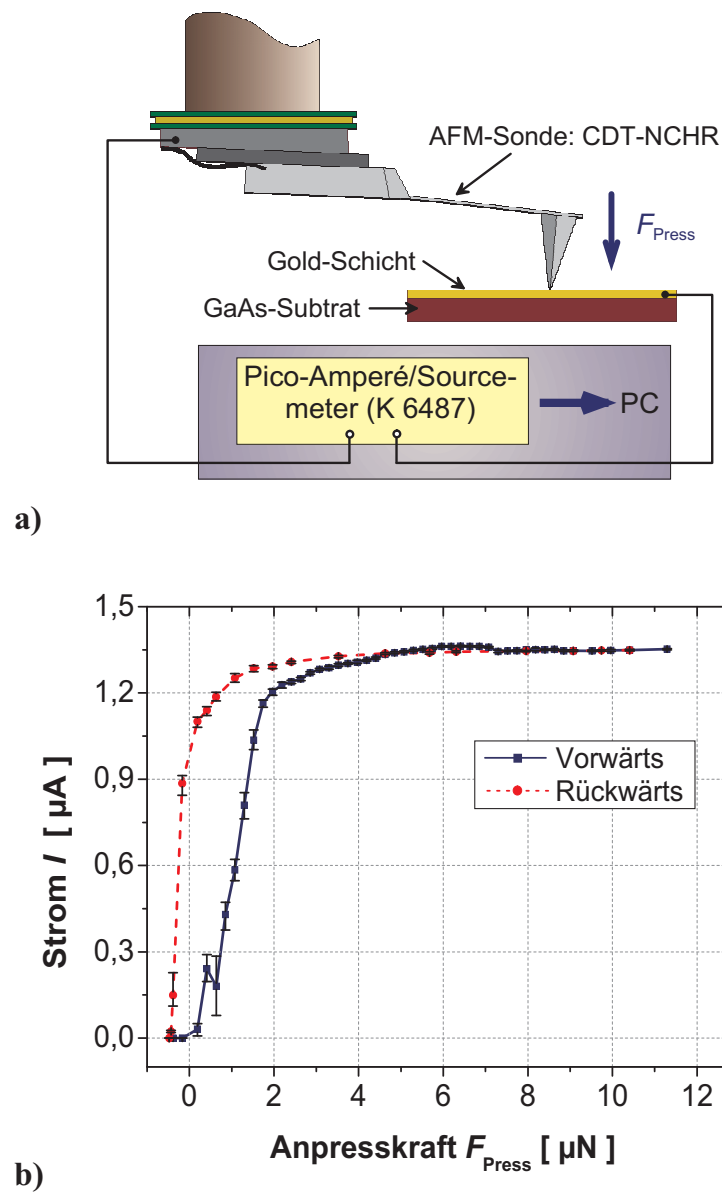 AFM-Sonde: CDT-NCHR
F Press
Gold-Schicht
GaAs-Subtrat
Pico-Amperé/Source-
meter (K 6487)
PC
a)
1,5
1,2
0,9
0,6
0,3
0,0
Strom I [ µA ]
Vorwärts
Rückwärts
0 2 4 6 8 10 12
Anpresskraft F Press [ µN ]
b)